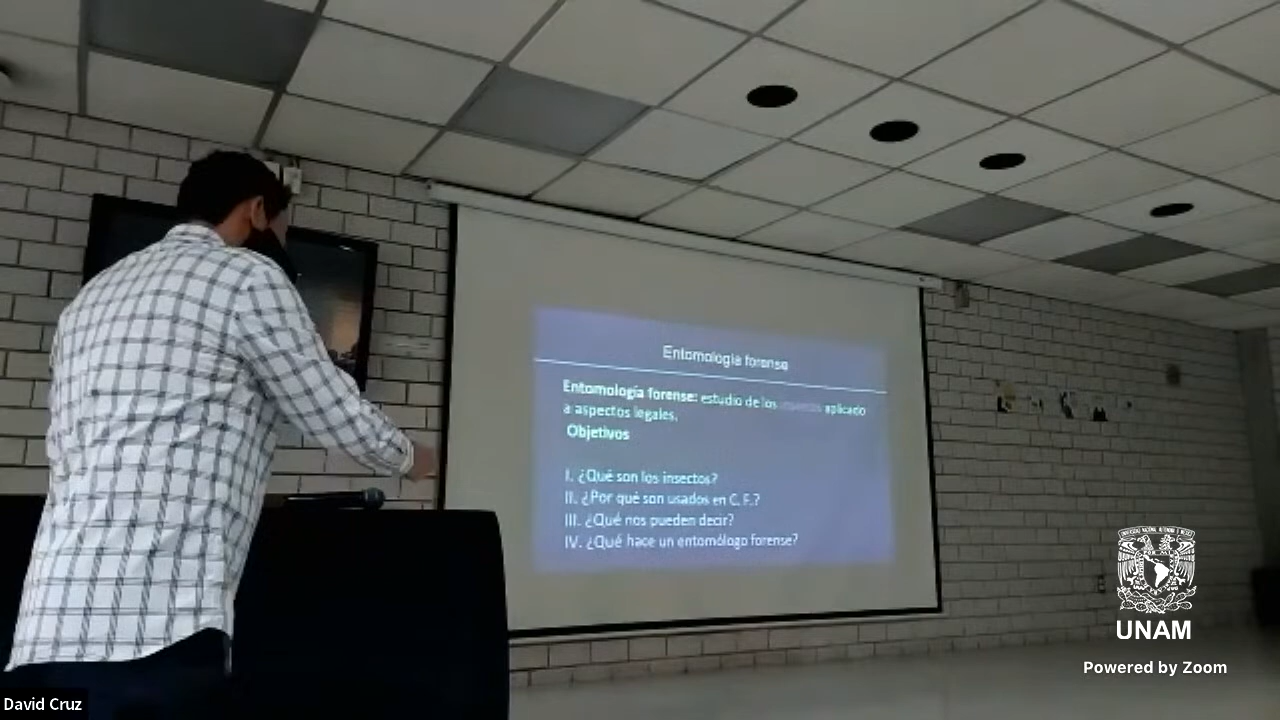 Entomología forense
Entomología forense: estudio de los insectos aplicado
a aspectos legales.
Objetivos
I. ¿Qué son los insectos?
II. ¿Por qué son usados en C. F.?
III. ¿Qué nos pueden decir?
IV. ¿Qué hace un entomólogo forense?
UNAM
Powered by Zoom
David Cruz